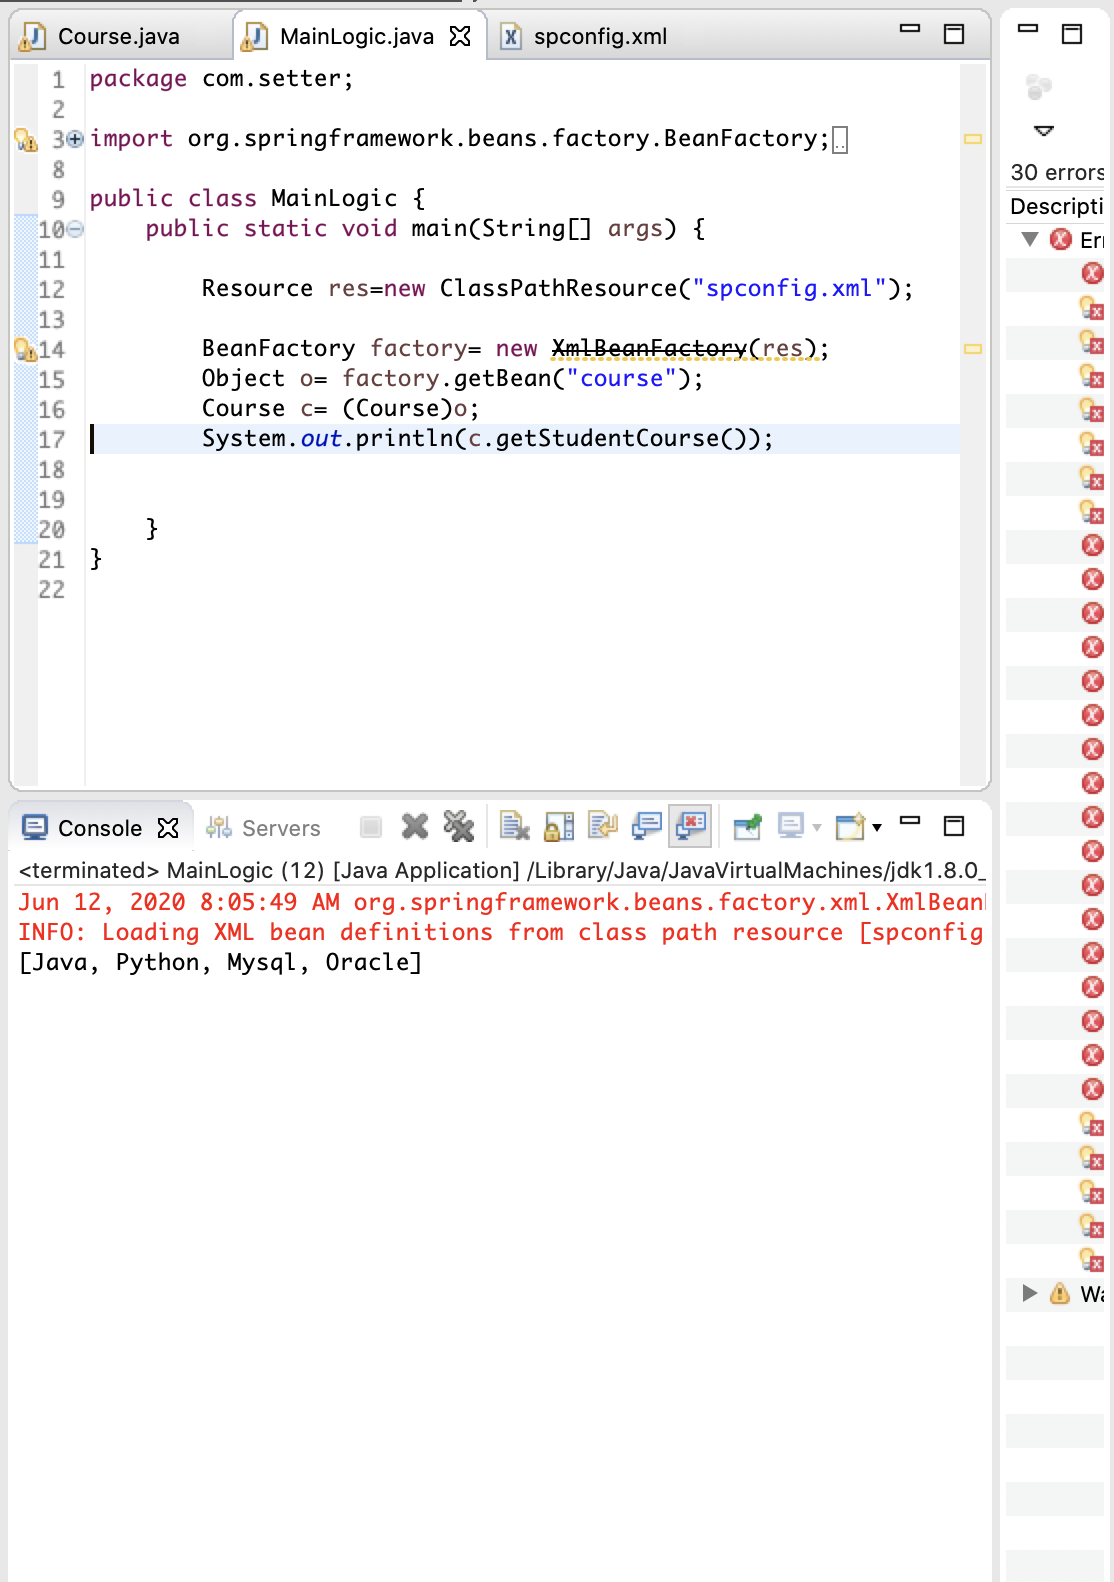 Course.java
MainLogic.java
spconfig.xml
1 package com.setter;
2
3 import org.springframework.beans.factory.BeanFactory;
8
9 public class MainLogic {
10 public static void main(String[] args) {
11
12 Resource res=new ClassPathResource("spconfig.xml");
13
14 BeanFactory factory= new XmlBeanFactory(res);
15 Object o= factory.getBean("course");
16 Course c= (Course)o;
17 System.out.println(c.getStudentCourse());
18
19
20 }
21 }
22
Console
Servers
<terminated> MainLogic (12) [Java Application] /Library/Java/JavaVirtualMachines/jdk1.8.0_
Jun 12, 2020 8:05:49 AM org.springframework.beans.factory.xml.XmlBean
INFO: Loading XML bean definitions from class path resource [spconfig
[Java, Python, Mysql, Oracle]
30 errors
Descripti
Err
Wa